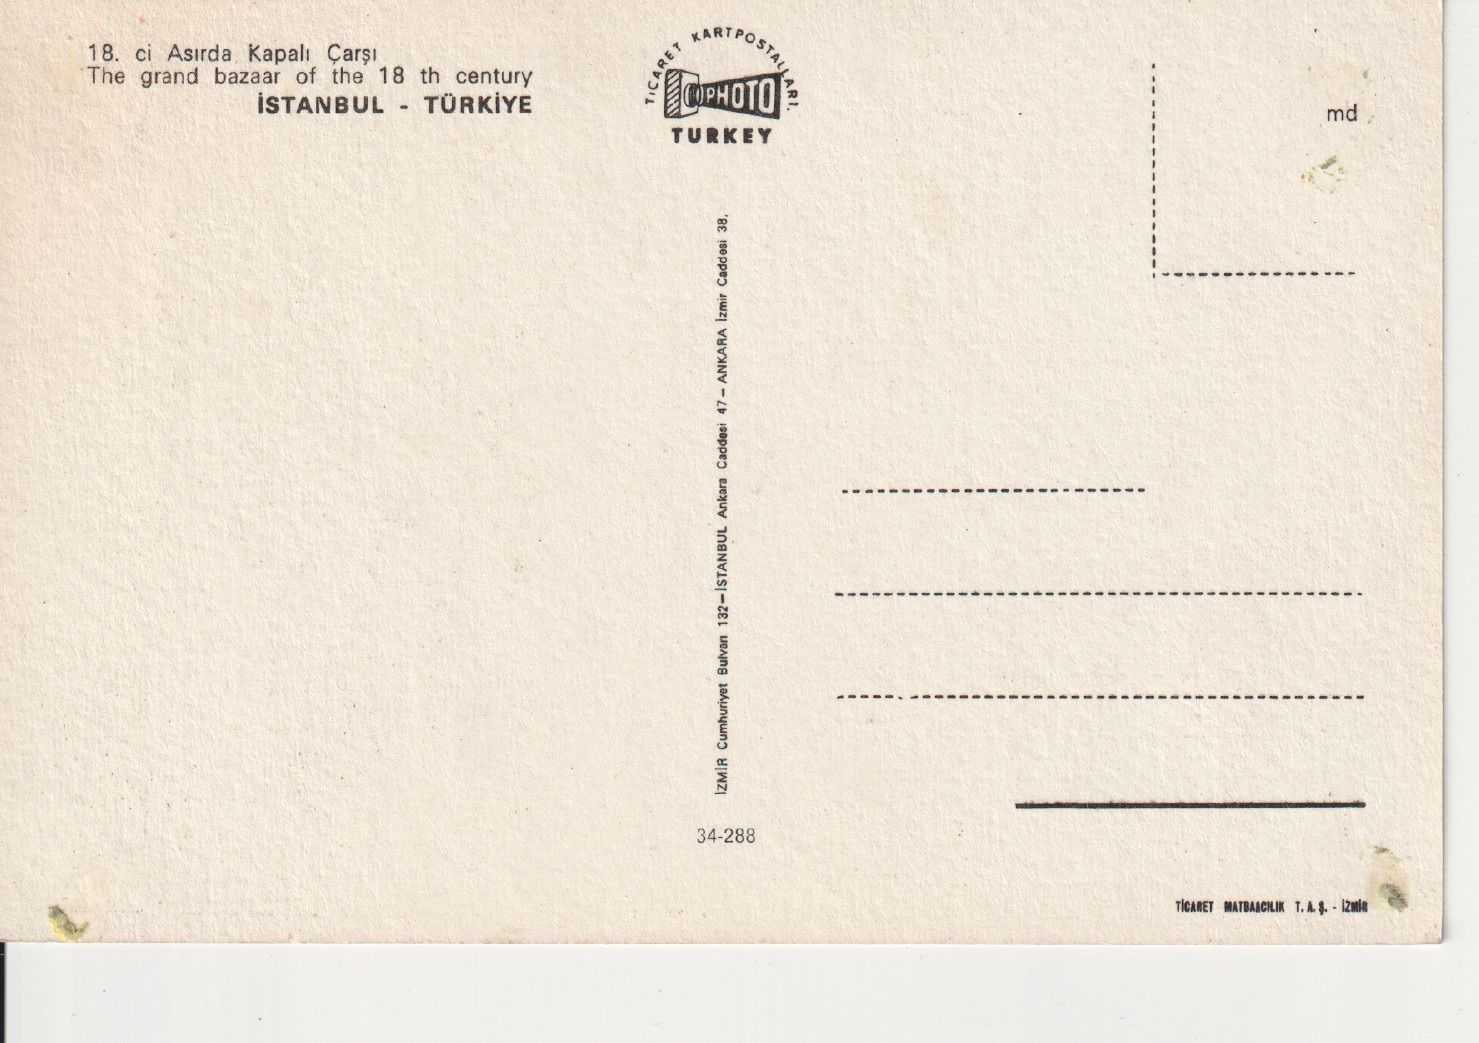 18. ci Asırda Kapalı Çarşı
The grand bazaar of the 18 th century
İSTANBUL - TÜRKİYE
TİCARET KARTPOSTALLARI.
PHOTO
TURKEY
md
İZMİR Cumhuriyet Bulvarı 132-İSTANBUL Ankara Caddesi 47- ANKARA İzmir Caddesi 38.
34-288
TİCARET MATBAACILIK T. A. Ş. - İZMİR